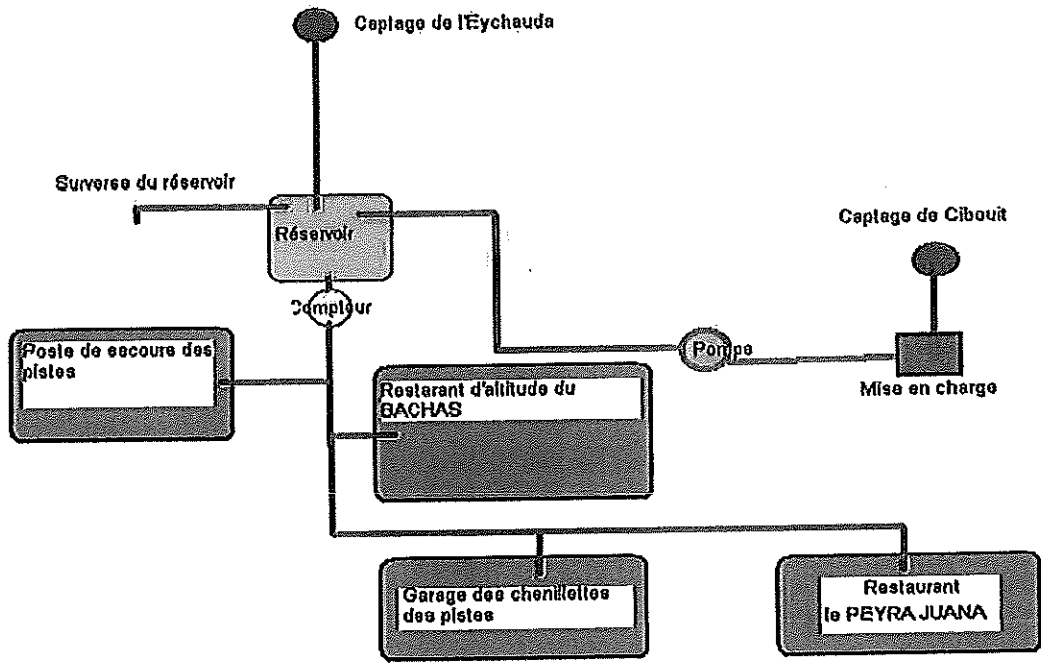 Captage de l'Eychauda
Surverse du réservoir
Réservoir
Captage de Cibouit
Compteur
Pompe
Mise en charge
Poste de secours des
pistes
Restarant d'altitude du
BACHAS
Garage des chenillettes
des pistes
Restaurant
le PEYRA JUANA